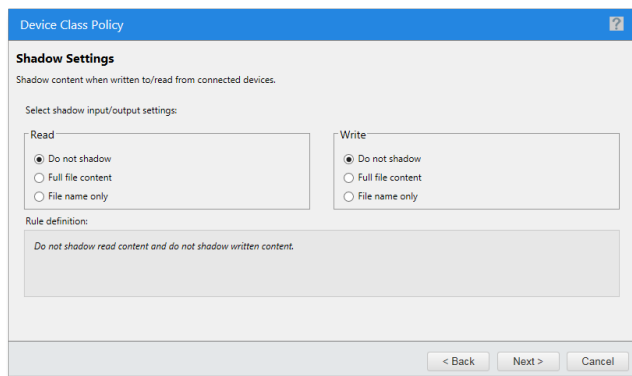 Device Class Policy
?
Shadow Settings
Shadow content when written to/read from connected devices.
Select shadow input/output settings:
Read
Do not shadow
Full file content
File name only
Write
Do not shadow
Full file content
File name only
Rule definition:
Do not shadow read content and do not shadow written content.
< Back
Next >
Cancel